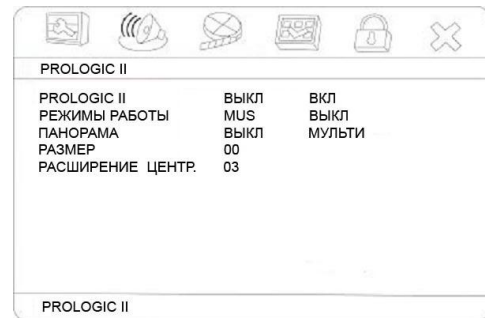 PROLOGIC II
PROLOGIC II ВЫКЛ ВКЛ
РЕЖИМЫ РАБОТЫ MUS ВЫКЛ
ПАНОРАМА ВЫКЛ МУЛЬТИ
РАЗМЕР 00
РАСШИРЕНИЕ ЦЕНТР. 03
PROLOGIC II